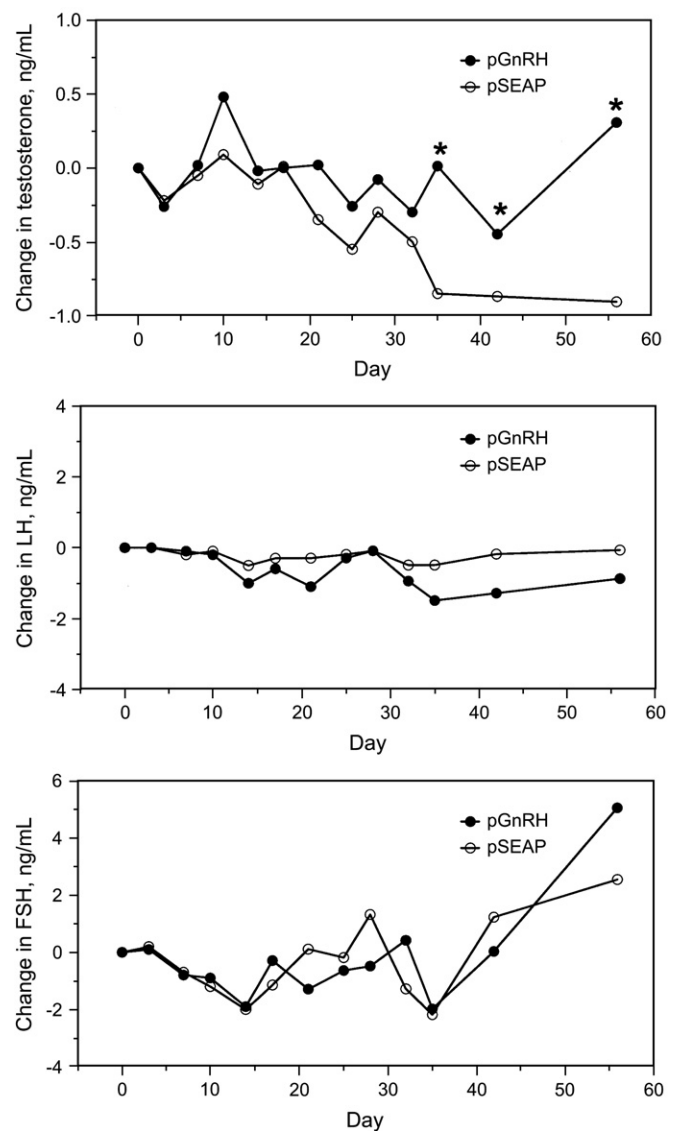 1.0
0.5
0.0
-0.5
-1.0
Change in testosterone, ng/mL
pGnRH
pSEAP
*
*
*
0 10 20 30 40 50 60
Day
4
2
0
-2
-4
Change in LH, ng/mL
pGnRH
pSEAP
0 10 20 30 40 50 60
Day
6
4
2
0
-2
-4
Change in FSH, ng/mL
pGnRH
pSEAP
0 10 20 30 40 50 60
Day